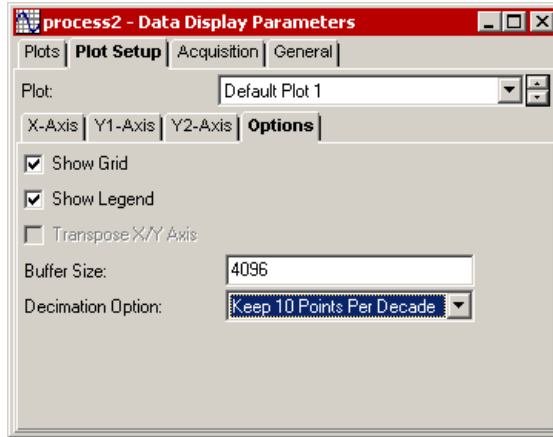 process2 - Data Display Parameters
Plots Plot Setup Acquisition General
Plot: Default Plot 1
X-Axis Y1-Axis Y2-Axis Options
Show Grid
Show Legend
Transpose X/Y Axis
Buffer Size: 4096
Decimation Option: Keep 10 Points Per Decade